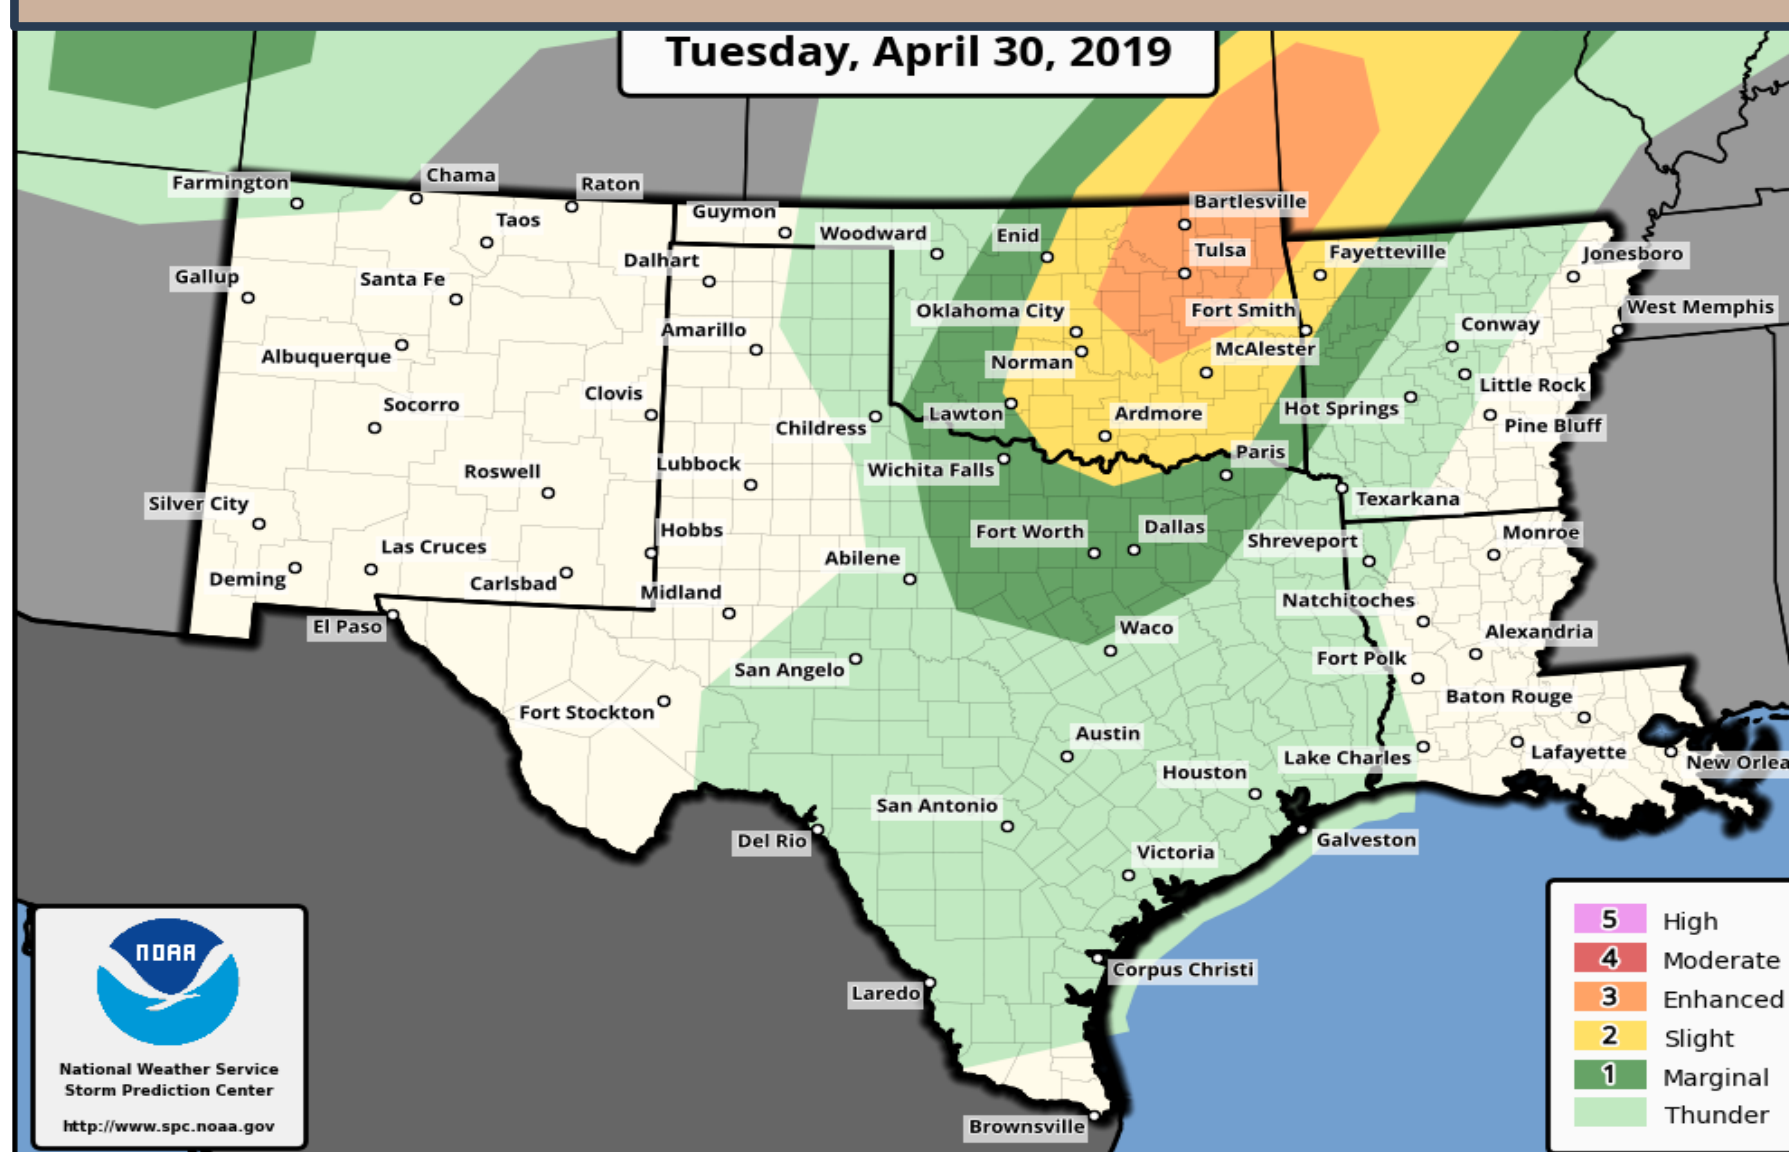 Tuesday, April 30, 2019
Farmington
Chama
Raton
Taos
Guymon
Woodward
Enid
Bartlesville
Tulsa
Fayetteville
Jonesboro
Gallup
Santa Fe
Dalhart
Oklahoma City
Fort Smith
West Memphis
Albuquerque
Amarillo
Norman
McAlester
Conway
Socorro
Clovis
Childress
Lawton
Ardmore
Hot Springs
Little Rock
Pine Bluff
Roswell
Lubbock
Wichita Falls
Paris
Texarkana
Silver City
Hobbs
Fort Worth
Dallas
Shreveport
Monroe
Las Cruces
Deming
Carlsbad
Midland
Abilene
Natchitoches
El Paso
Waco
Alexandria
San Angelo
Fort Polk
Baton Rouge
Fort Stockton
Austin
Lake Charles
Lafayette
New Orlea
Houston
San Antonio
Del Rio
Galveston
Victoria
Corpus Christi
Laredo
Brownsville
NOAA
National Weather Service
Storm Prediction Center
http://www.spc.noaa.gov
5 High
4 Moderate
3 Enhanced
2 Slight
1 Marginal
Thunder